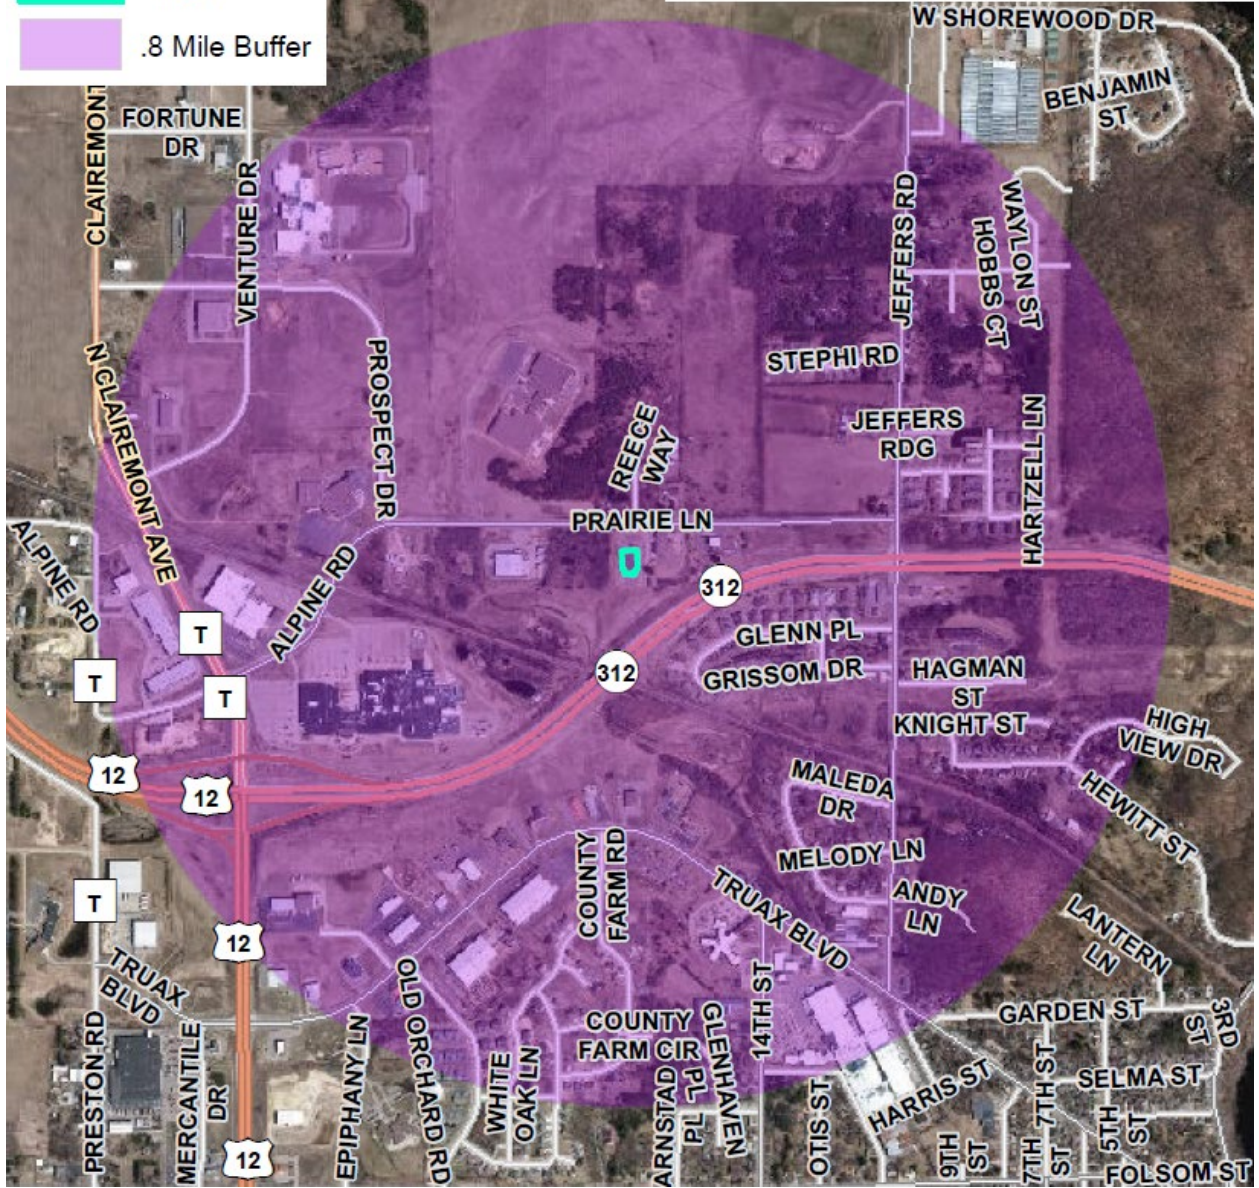 .8 Mile Buffer
W SHOREWOOD DR
BENJAMIN
ST
CLAIREMONT
FORTUNE
DR
VENTURE DR
JEFFERS RD
WAYLON ST
HOBBS CT
N CLAIREMONT AVE
PROSPECT DR
STEPHI RD
REECE
WAY
JEFFERS
RDG
HARTZELL LN
PRAIRIE LN
ALPINE RD
ALPINE RD
312
T
T
T
312
GLENN PL
GRISSOM DR
HAGMAN
ST
KNIGHT ST
HIGH
VIEW DR
12
12
MALEDA
DR
HEWITT ST
MELODY LN
COUNTY
FARM RD
TRUAX BLVD
ANDY
LN
T
12
LANTERN
LN
TRUAX
BLVD
OLD ORCHARD RD
14TH ST
GARDEN ST
3RD
ST
PRESTON RD
MERCANTILE
DR
EPIPHANY LN
WHITE
OAK LN
COUNTY
FARM CIR
GLENHAVEN
PL
ARNSTAD
PL
OTIS ST
HARRIS ST
7TH ST
SELMA ST
5TH
ST
9TH
ST
7TH
ST
12
FOLSOM ST